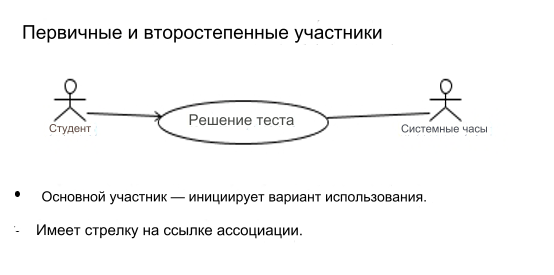 Первичные и второстепенные участники
Решение теста
Студент
Системные часы
• Основной участник — инициирует вариант использования.
- Имеет стрелку на ссылке ассоциации.